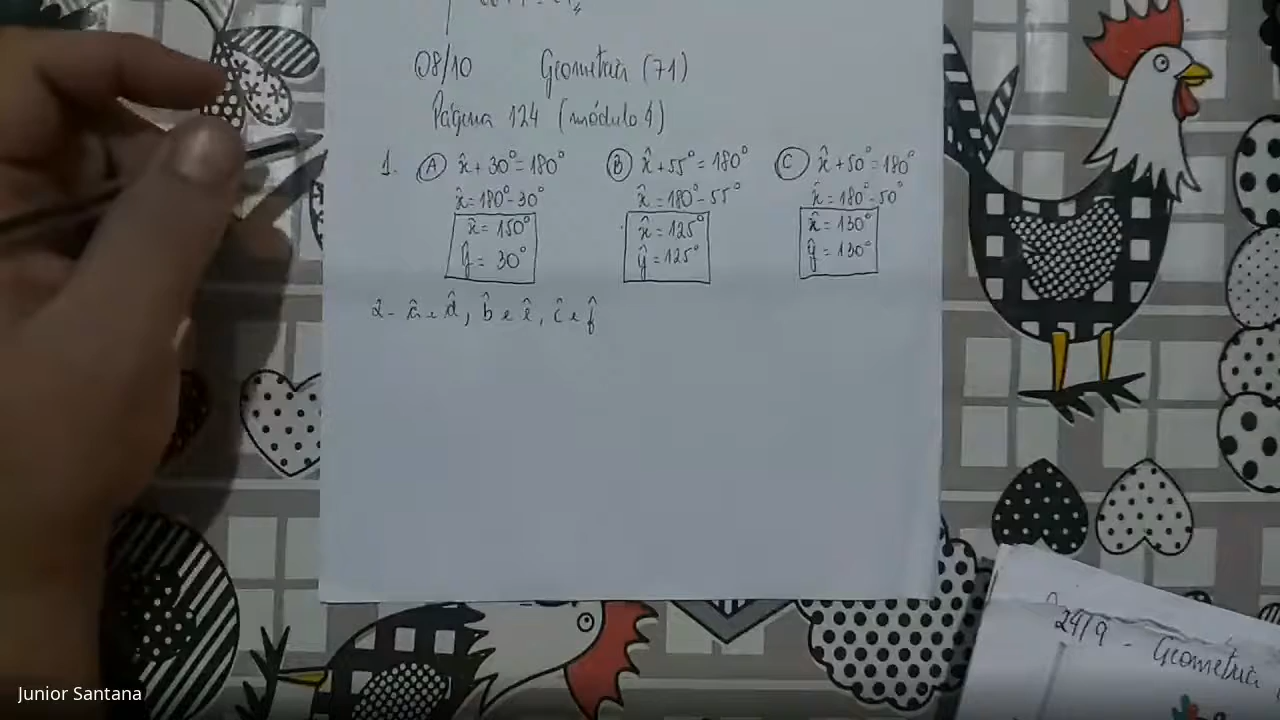 08/10 Geometria (71)
Página 124 (módulo 4)
1. A x̂ + 30° = 180° B x̂ + 55° = 180° C x̂ + 50° = 180°
x̂ = 180° - 30° x̂ = 180° - 55° x̂ = 180° - 50°
x̂ = 150° x̂ = 125° x̂ = 130°
ŷ = 30° ŷ = 125° ŷ = 130°
2- â e d̂, b̂ e ê, ĉ e f̂
24/9 - Geometria
Junior Santana